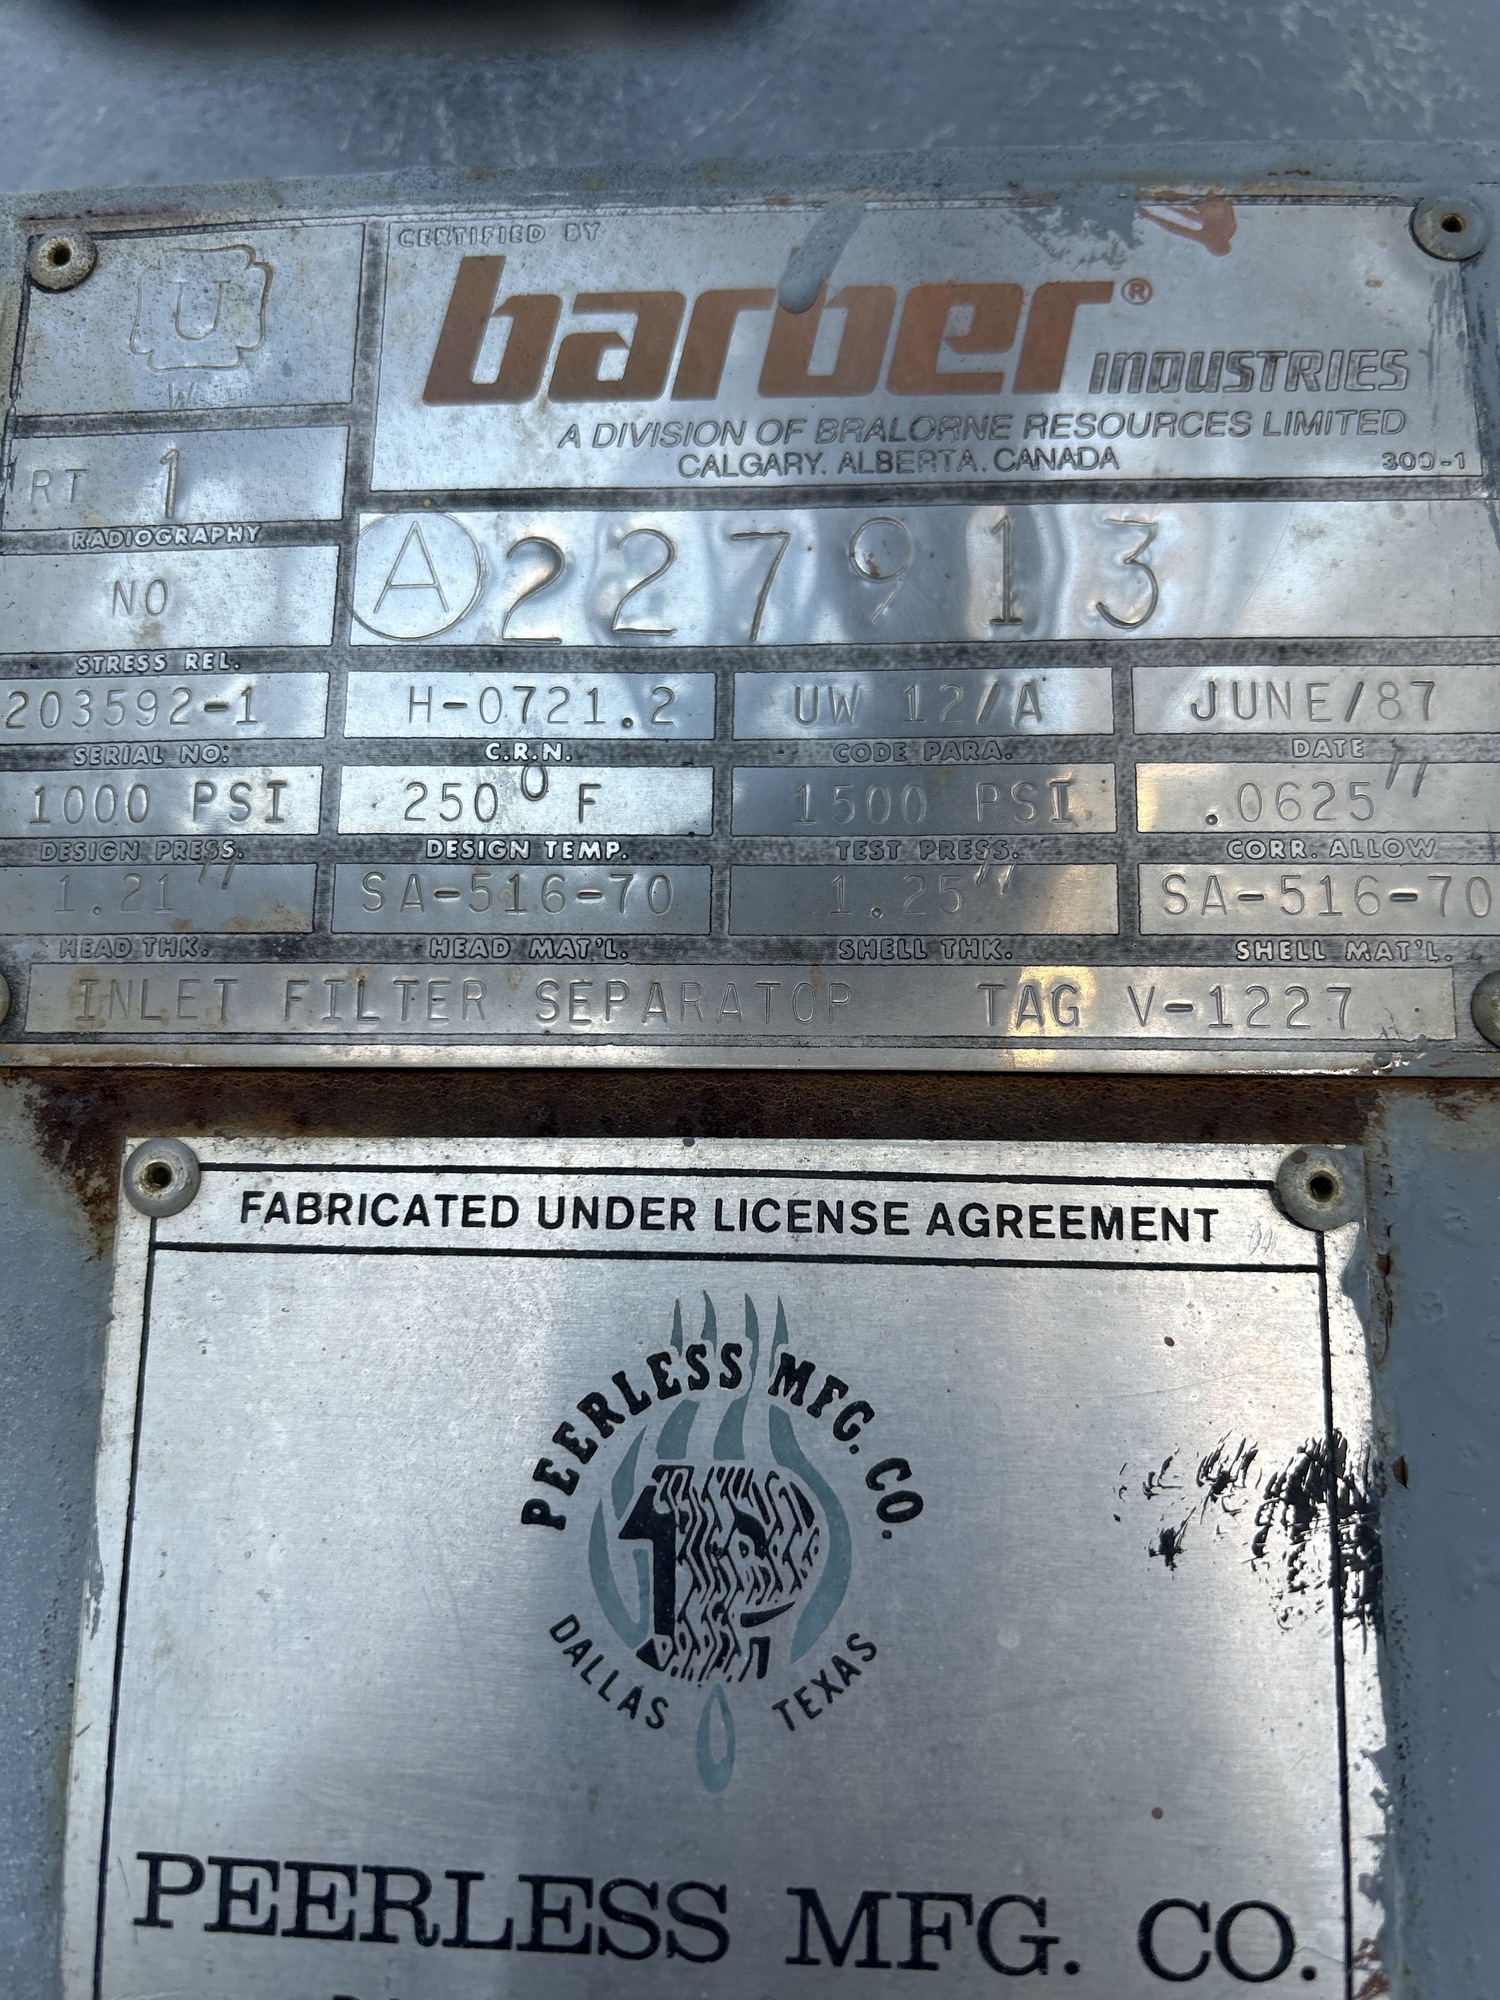 U
W
CERTIFIED BY
barber® INDUSTRIES
A DIVISION OF BRALORNE RESOURCES LIMITED
CALGARY, ALBERTA, CANADA
300-1
RT 1
RADIOGRAPHY
NO
STRESS REL.
A 227913
203592-1 H-0721.2 UW 12/A JUNE/87
SERIAL NO: C.R.N. CODE PARA. DATE
1000 PSI 250° F 1500 PSI .0625"
DESIGN PRESS. DESIGN TEMP. TEST PRESS. CORR. ALLOW
1.21" SA-516-70 1.25" SA-516-70
HEAD THK. HEAD MAT'L. SHELL THK. SHELL MAT'L.
INLET FILTER SEPARATOR TAG V-1227
FABRICATED UNDER LICENSE AGREEMENT
PEERLESS MFG. CO.
DALLAS TEXAS
PEERLESS MFG. CO.